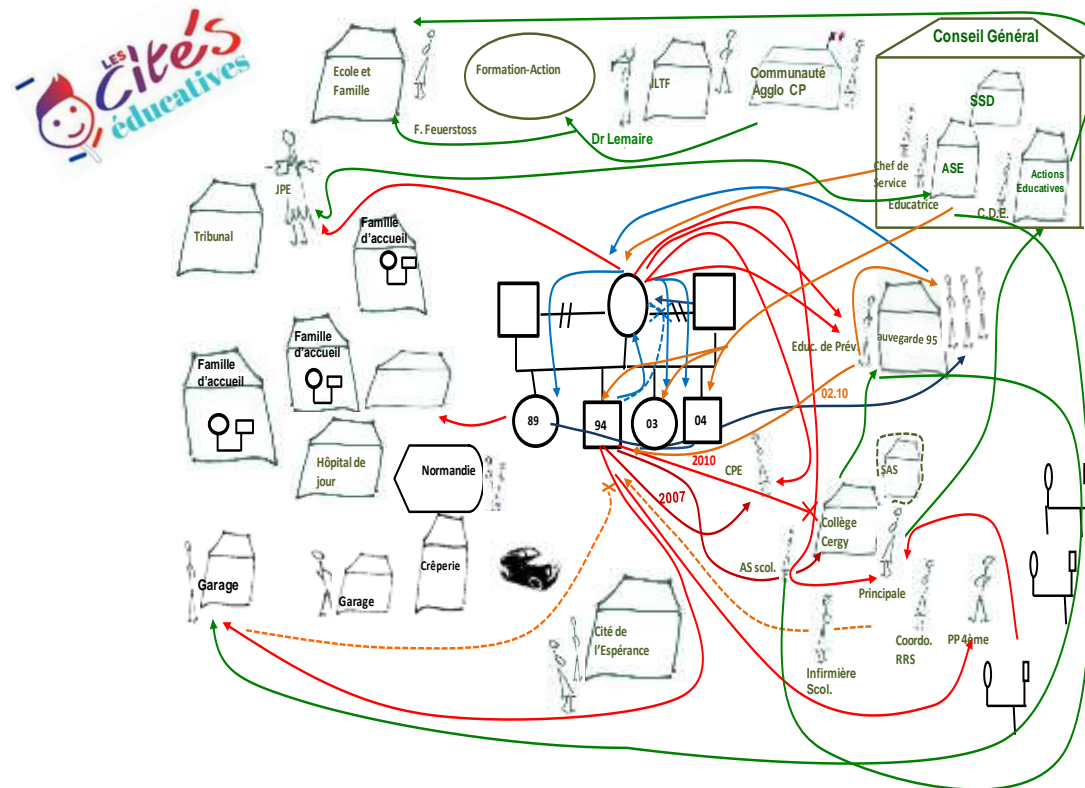 LES
Cités
éducatives
Conseil Général
Ecole et
Famille
Formation-Action
ILTF
Communauté
Agglo CP
SSD
F. Feuerstoss
Dr Lemaire
Chef de
Service
ASE
Actions
Educatives
Educatrice
C.D.E.
JPE
Tribunal
Famille
d'accueil
Famille
d'accueil
Famille
d'accueil
Educ. de Prév.
auvegarde 95
02.10
89
94
03
04
Hôpital de
jour
Normandie
2010
2007
CPE
SAS
Collège
Cergy
Crêperie
AS scol.
Garage
Garage
Principale
Cité de
l'Espérance
Coordo.
RRS
PP 4ème
Infirmière
Scol.